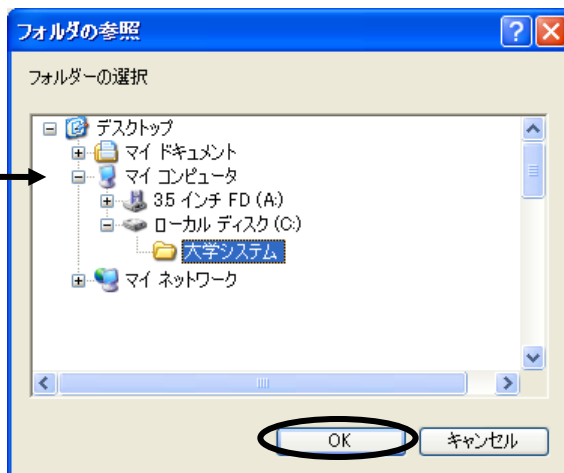 フォルダの参照
フォルダーの選択
デスクトップ
マイ ドキュメント
マイ コンピュータ
3.5 インチ FD (A:)
ローカル ディスク (C:)
大学システム
マイ ネットワーク
OK キャンセル